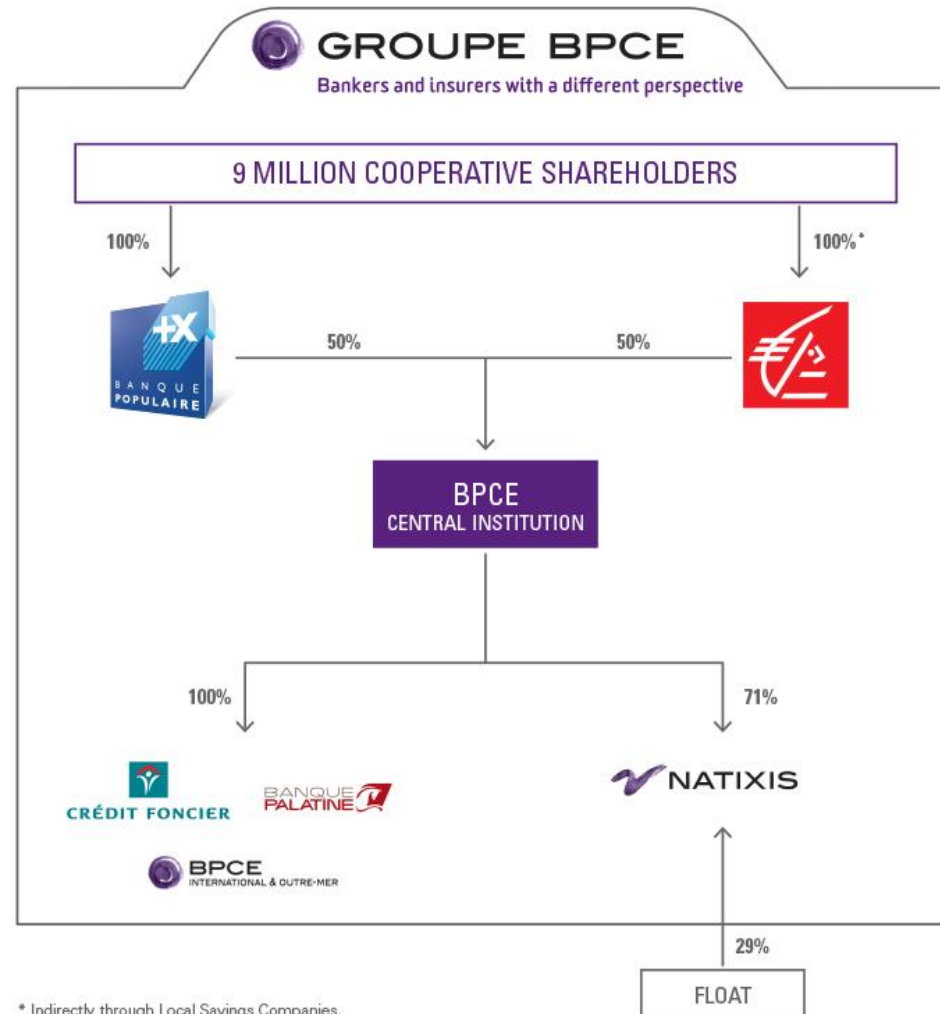 GROUPE BPCE
Bankers and insurers with a different perspective
9 MILLION COOPERATIVE SHAREHOLDERS
100%
100%*
+X
BANQUE
POPULAIRE
50%
50%
BPCE
CENTRAL INSTITUTION
100%
71%
CRÉDIT FONCIER
BANQUE
PALATINE
NATIXIS
BPCE
INTERNATIONAL & OUTRE-MER
29%
FLOAT
* Indirectly through Local Savings Companies.